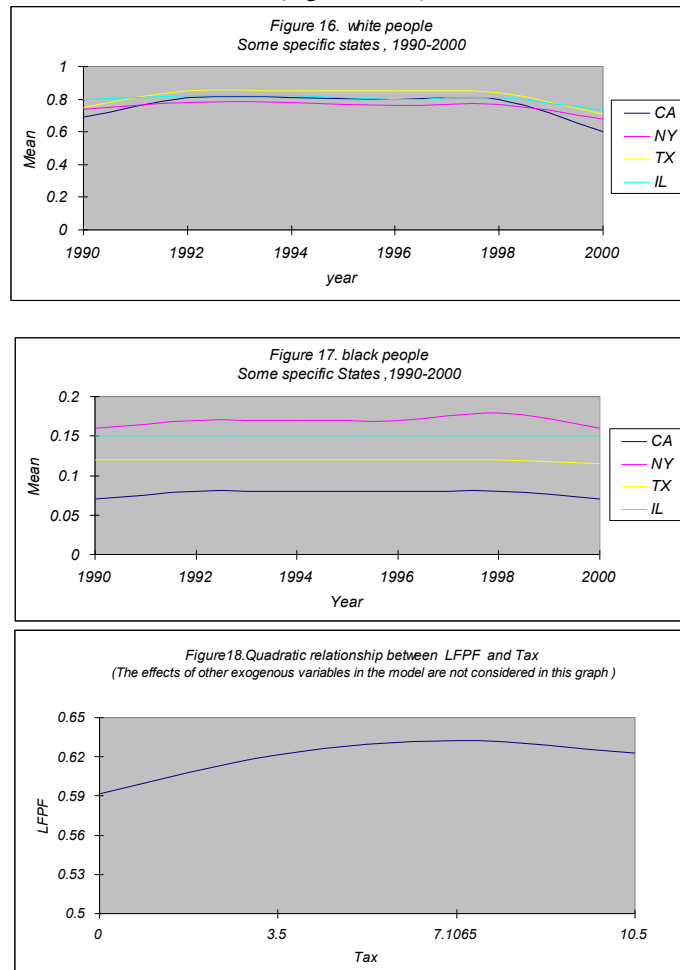 Figure 16. white people
Some specific states , 1990-2000
1
0.8
0.6
0.4
0.2
0
Mean
1990 1992 1994 1996 1998 2000
year
CA
NY
TX
IL
Figure 17. black people
Some specific States ,1990-2000
0.2
0.15
0.1
0.05
0
Mean
1990 1992 1994 1996 1998 2000
Year
CA
NY
TX
IL
Figure18.Quadratic relationship between LFPF and Tax
(The effects of other exogenous variables in the model are not considered in this graph )
0.65
0.62
0.59
0.56
0.53
0.5
LFPF
0 3.5 7.1065 10.5
Tax